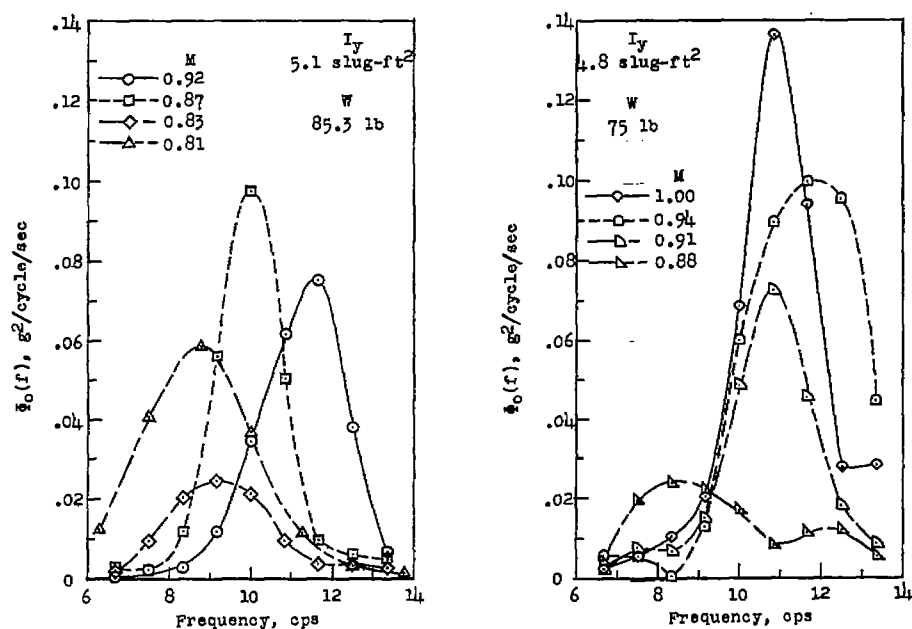 .14
.12
.10
.08
.06
.04
.02
0
Φo(f), g2/cycle/sec
M
0.92
0.87
0.83
0.81
Iy
5.1 slug-ft2
W
85.3 lb
6 8 10 12 14
Frequency, cps
.14
.12
.10
.08
.06
.04
.02
0
Φo(f), g2/cycle/sec
Iy
4.8 slug-ft2
W
75 lb
M
1.00
0.94
0.91
0.88
6 8 10 12 14
Frequency, cps